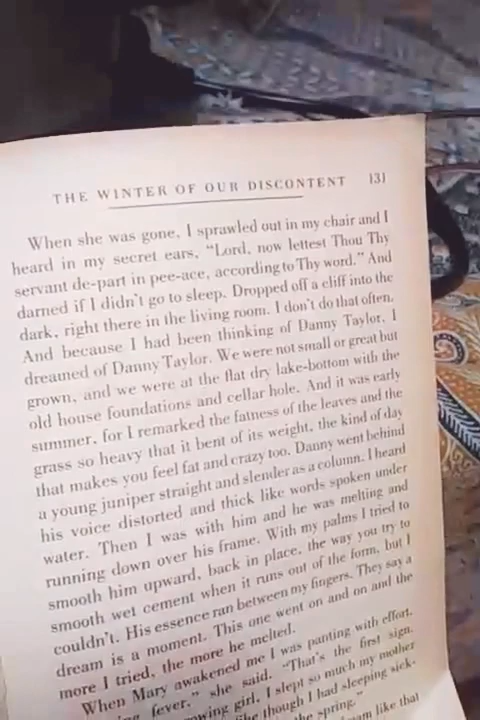 THE WINTER OF OUR DISCONTENT 131
When she was gone, I sprawled out in my chair and I
heard in my secret ears, "Lord, now lettest Thou Thy
servant de-part in pee-ace, according to Thy word." And
darned if I didn't go to sleep. Dropped off a cliff into the
dark, right there in the living room. I don't do that often.
And because I had been thinking of Danny Taylor, I
dreamed of Danny Taylor. We were not small or great but
grown, and we were at the flat dry lake-bottom with the
old house foundations and cellar hole. And it was early
summer, for I remarked the fatness of the leaves and the
grass so heavy that it bent of its weight, the kind of day
that makes you feel fat and crazy too. Danny went behind
a young juniper straight and slender as a column. I heard
his voice distorted and thick like words spoken under
water. Then I was with him and he was melting and
running down over his frame. With my palms I tried to
smooth him upward, back in place, the way you try to
smooth wet cement when it runs out of the form, but I
couldn't. His essence ran between my fingers. They say a
dream is a moment. This one went on and on and the
more I tried, the more he melted.
When Mary awakened me I was panting with effort.
fever," she said. "That's the first sign.
girl, I slept so much my mother
though I had sleeping sick-
the spring."
like that